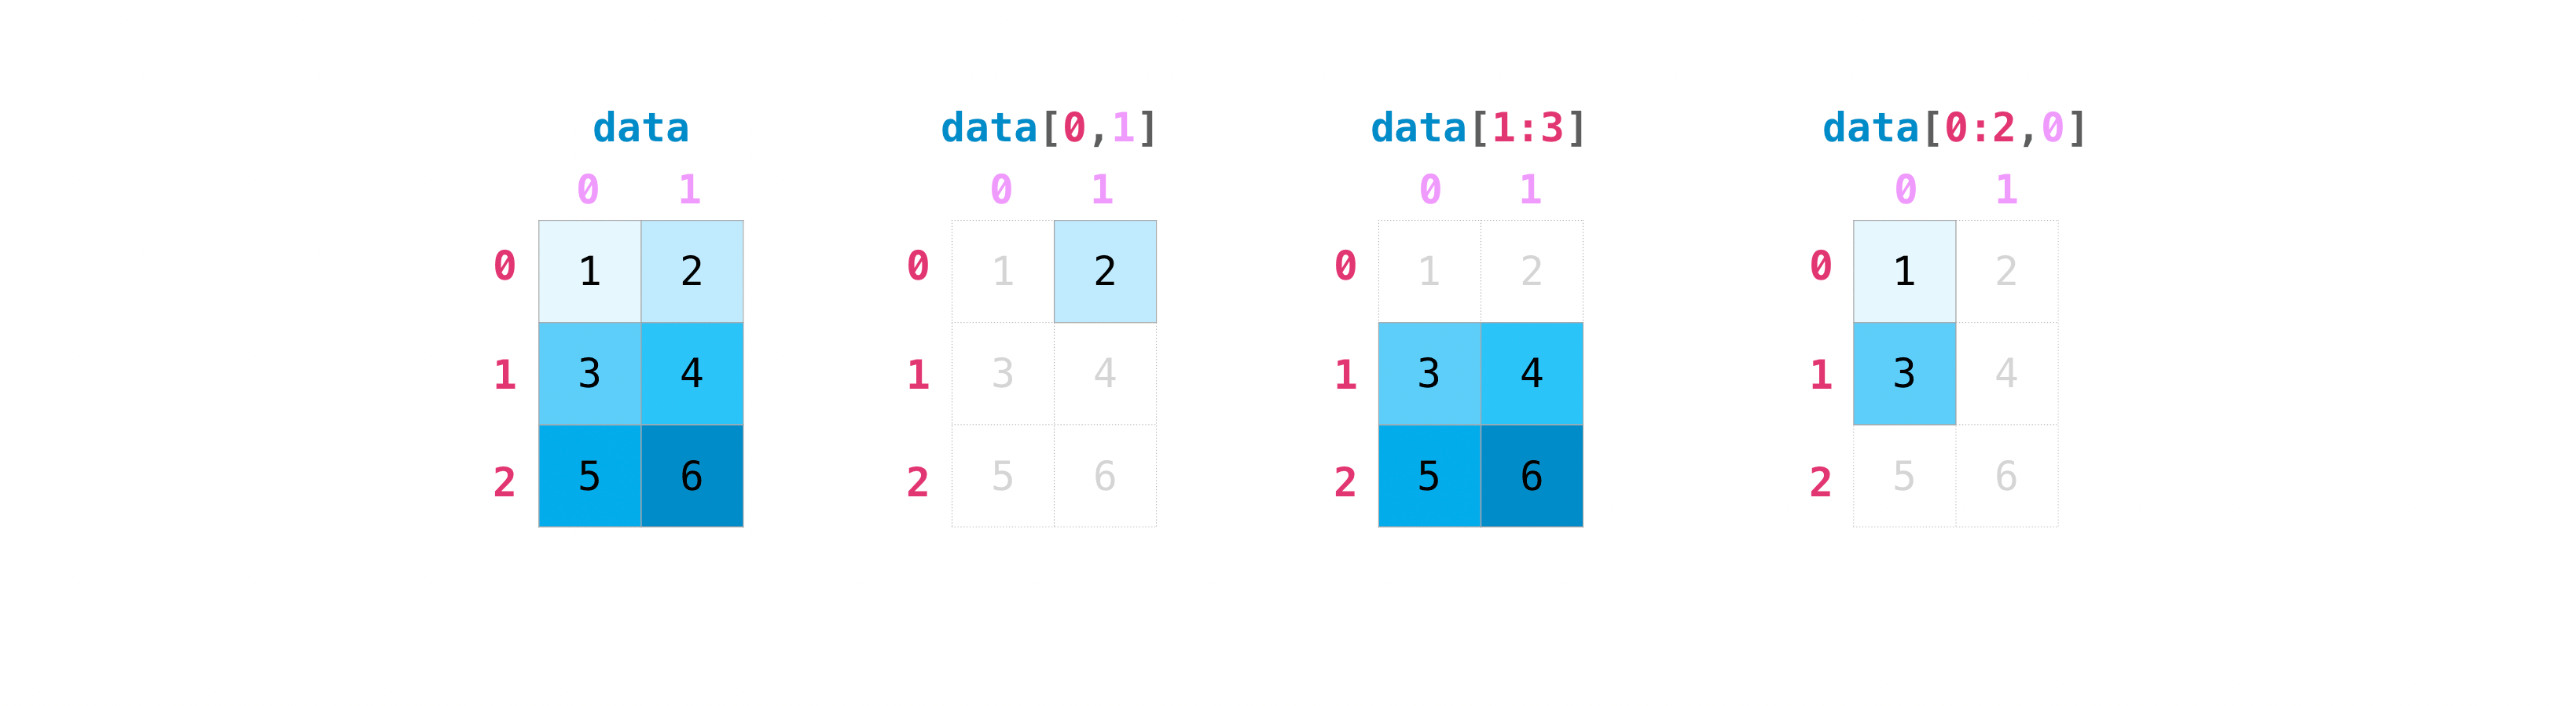 data data[0,1] data[1:3] data[0:2,0]
0 1 0 1 0 1 0 1
0 1 2 0 1 2 0 1 2 0 1 2
1 3 4 1 3 4 1 3 4 1 3 4
2 5 6 2 5 6 2 5 6 2 5 6